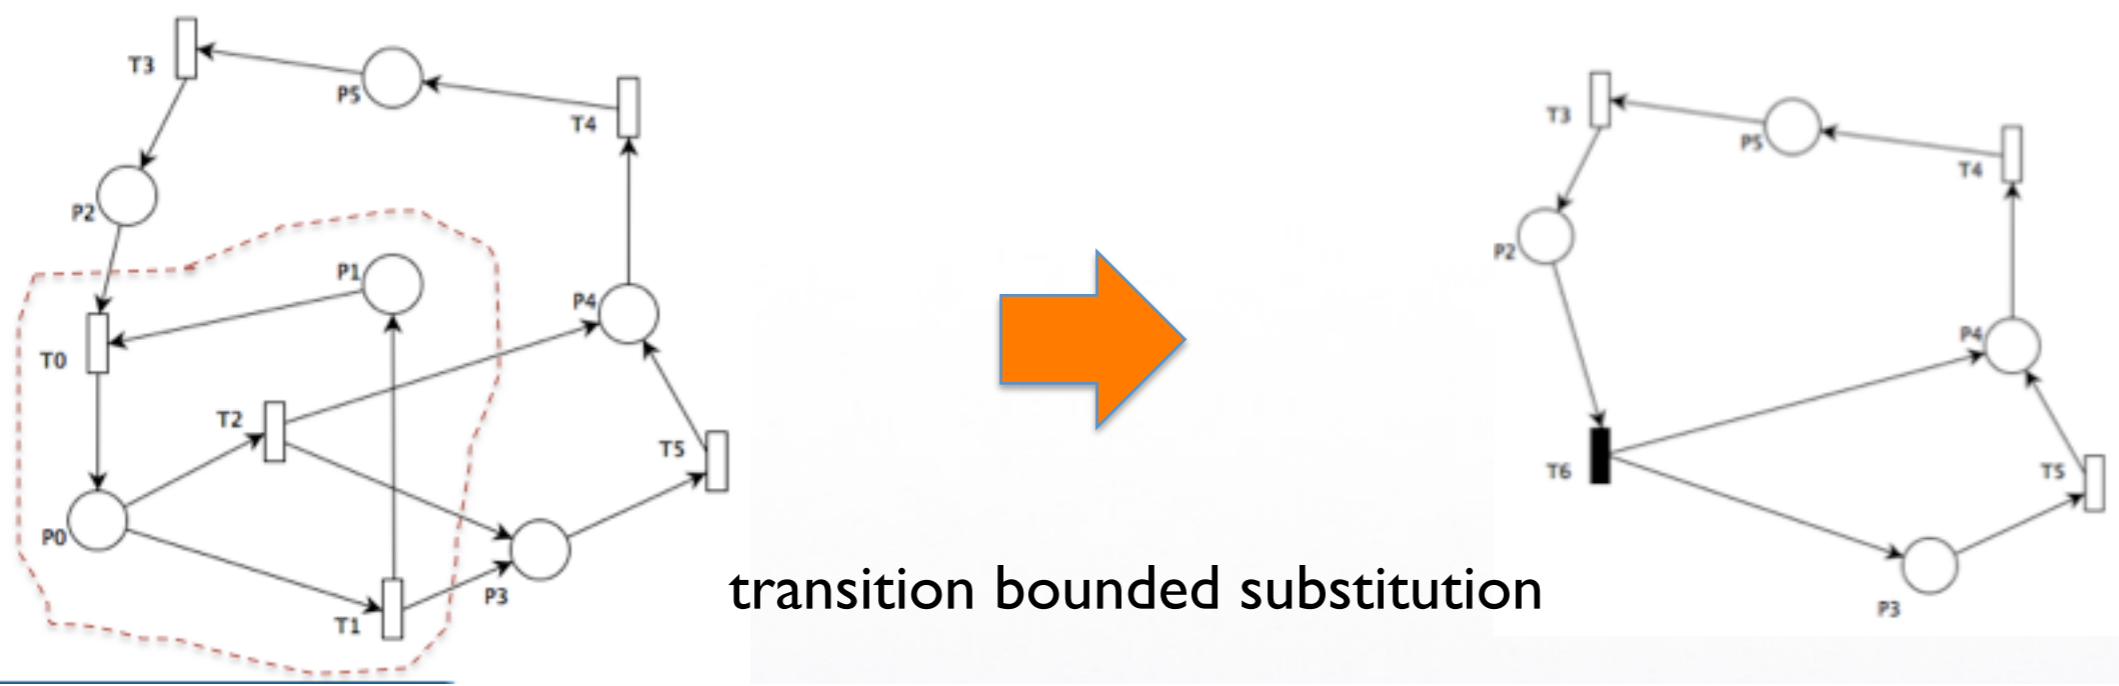 T3
P5
T4
P2
P1
P4
T0
T2
T5
P0
P3
T1
transition bounded substitution
T3
P5
T4
P2
P4
T6
T5
P3